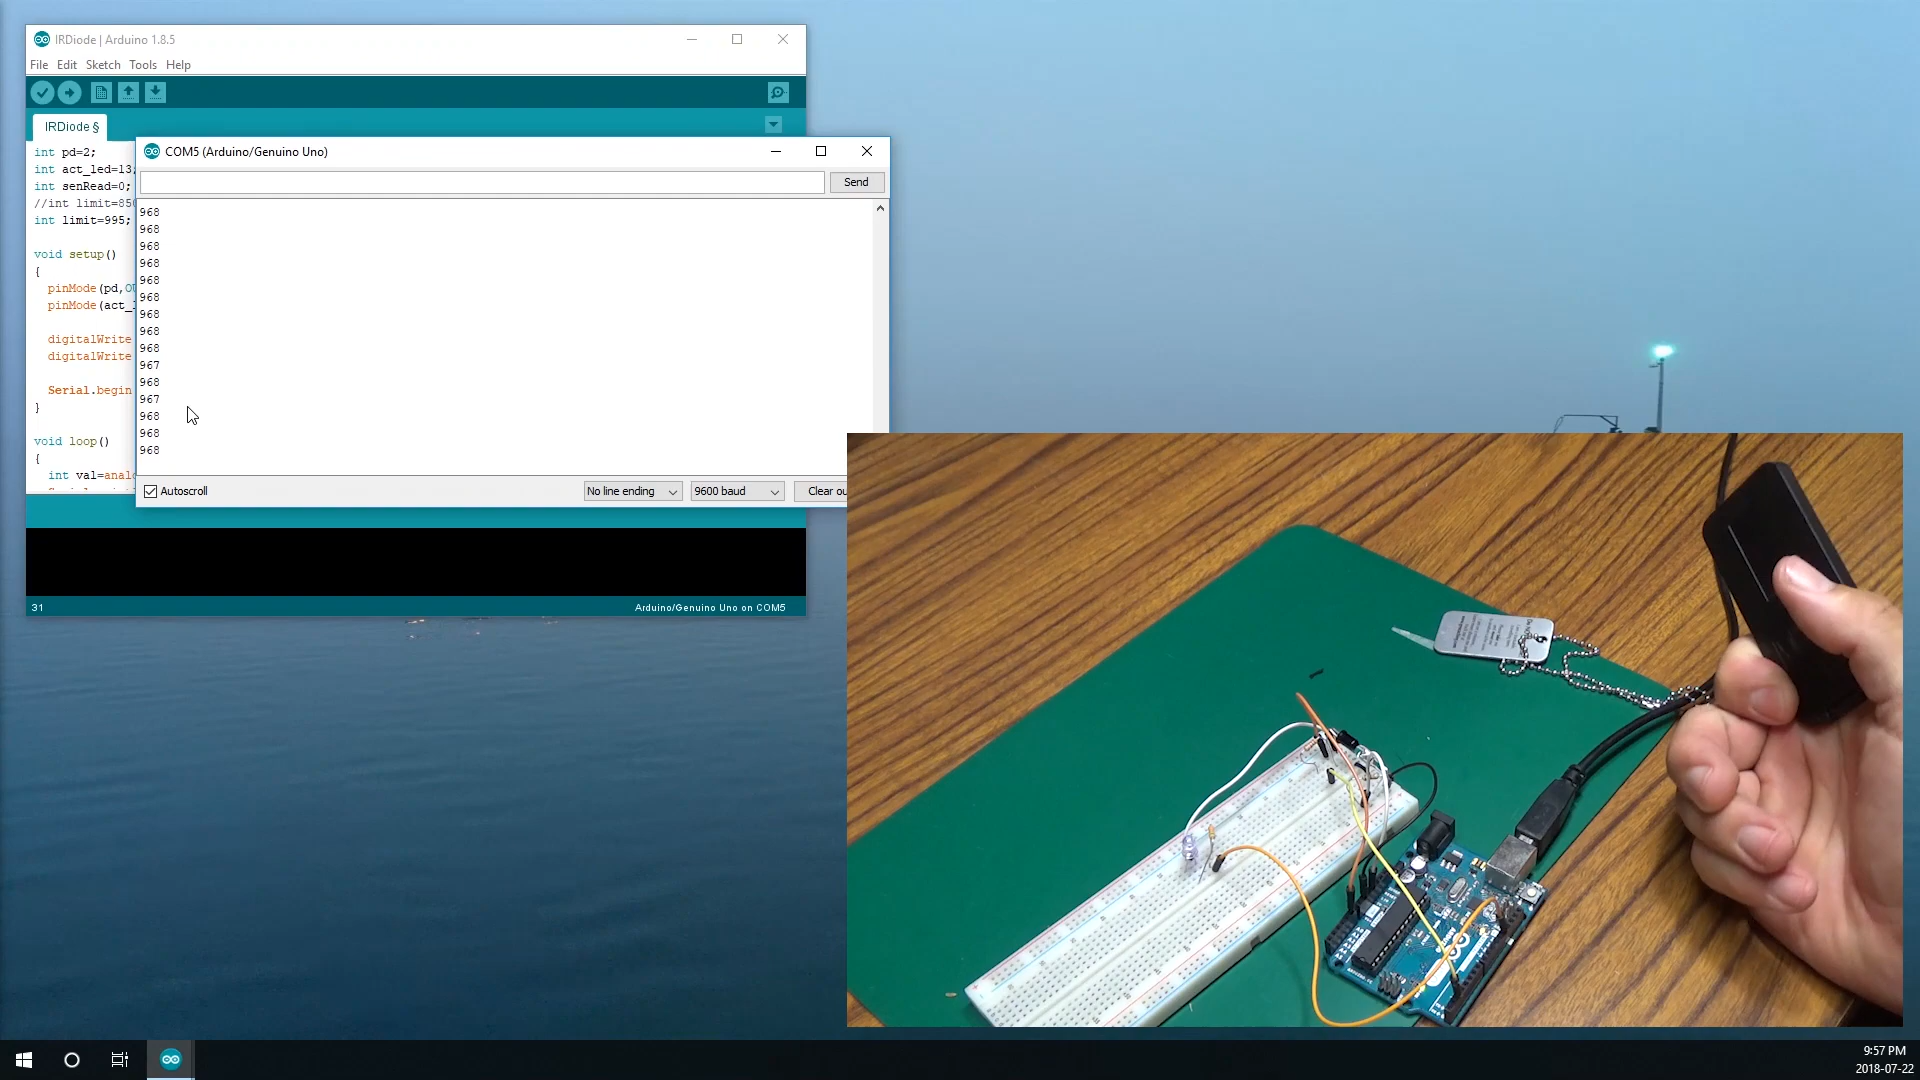 IRDiode | Arduino 1.8.5
File Edit Sketch Tools Help
IRDiode §
int pd=2;
int act_led=13;
int senRead=0;
//int limit=850
int limit=995;
void setup()
{
pinMode(pd,OU
pinMode(act_
digitalWrite
digitalWrite
Serial.begin
}
void loop()
{
int val=analo
COM5 (Arduino/Genuino Uno)
Send
968
968
968
968
968
968
968
968
968
967
968
967
968
968
968
Autoscroll
No line ending
9600 baud
Clear ou
31
Arduino/Genuino Uno on COM5
9:57 PM
2018-07-22